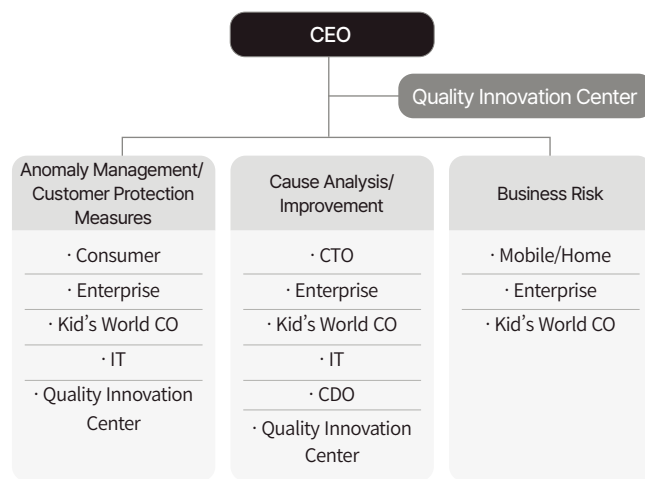 CEO
Quality Innovation Center
Anomaly Management/
Customer Protection
Measures
· Consumer
· Enterprise
· Kid’s World CO
· IT
· Quality Innovation
Center
Cause Analysis/
Improvement
· CTO
· Enterprise
· Kid’s World CO
· IT
· CDO
· Quality Innovation
Center
Business Risk
· Mobile/Home
· Enterprise
· Kid’s World CO